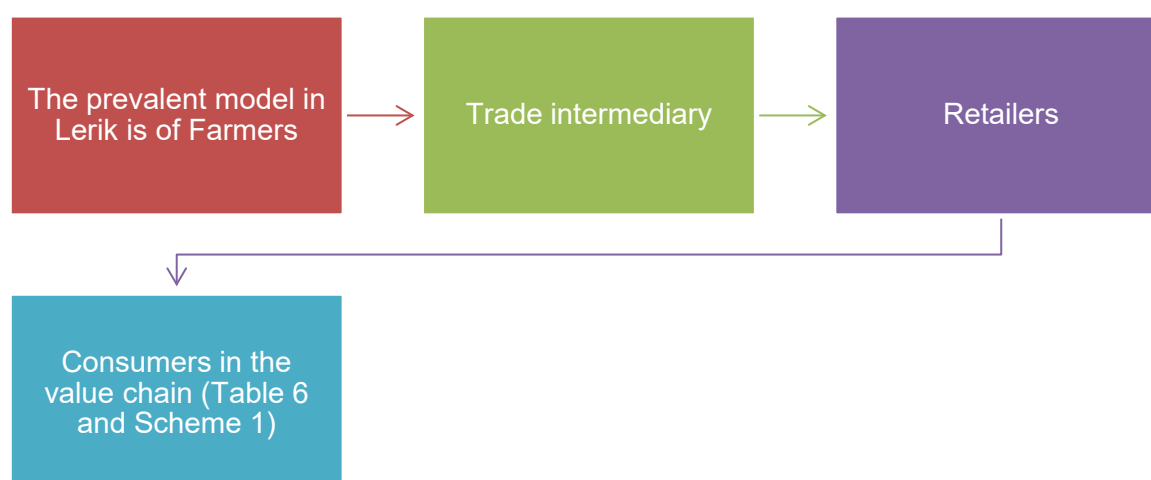 The prevalent model in
Lerik is of Farmers
Trade intermediary
Retailers
Consumers in the
value chain (Table 6
and Scheme 1)